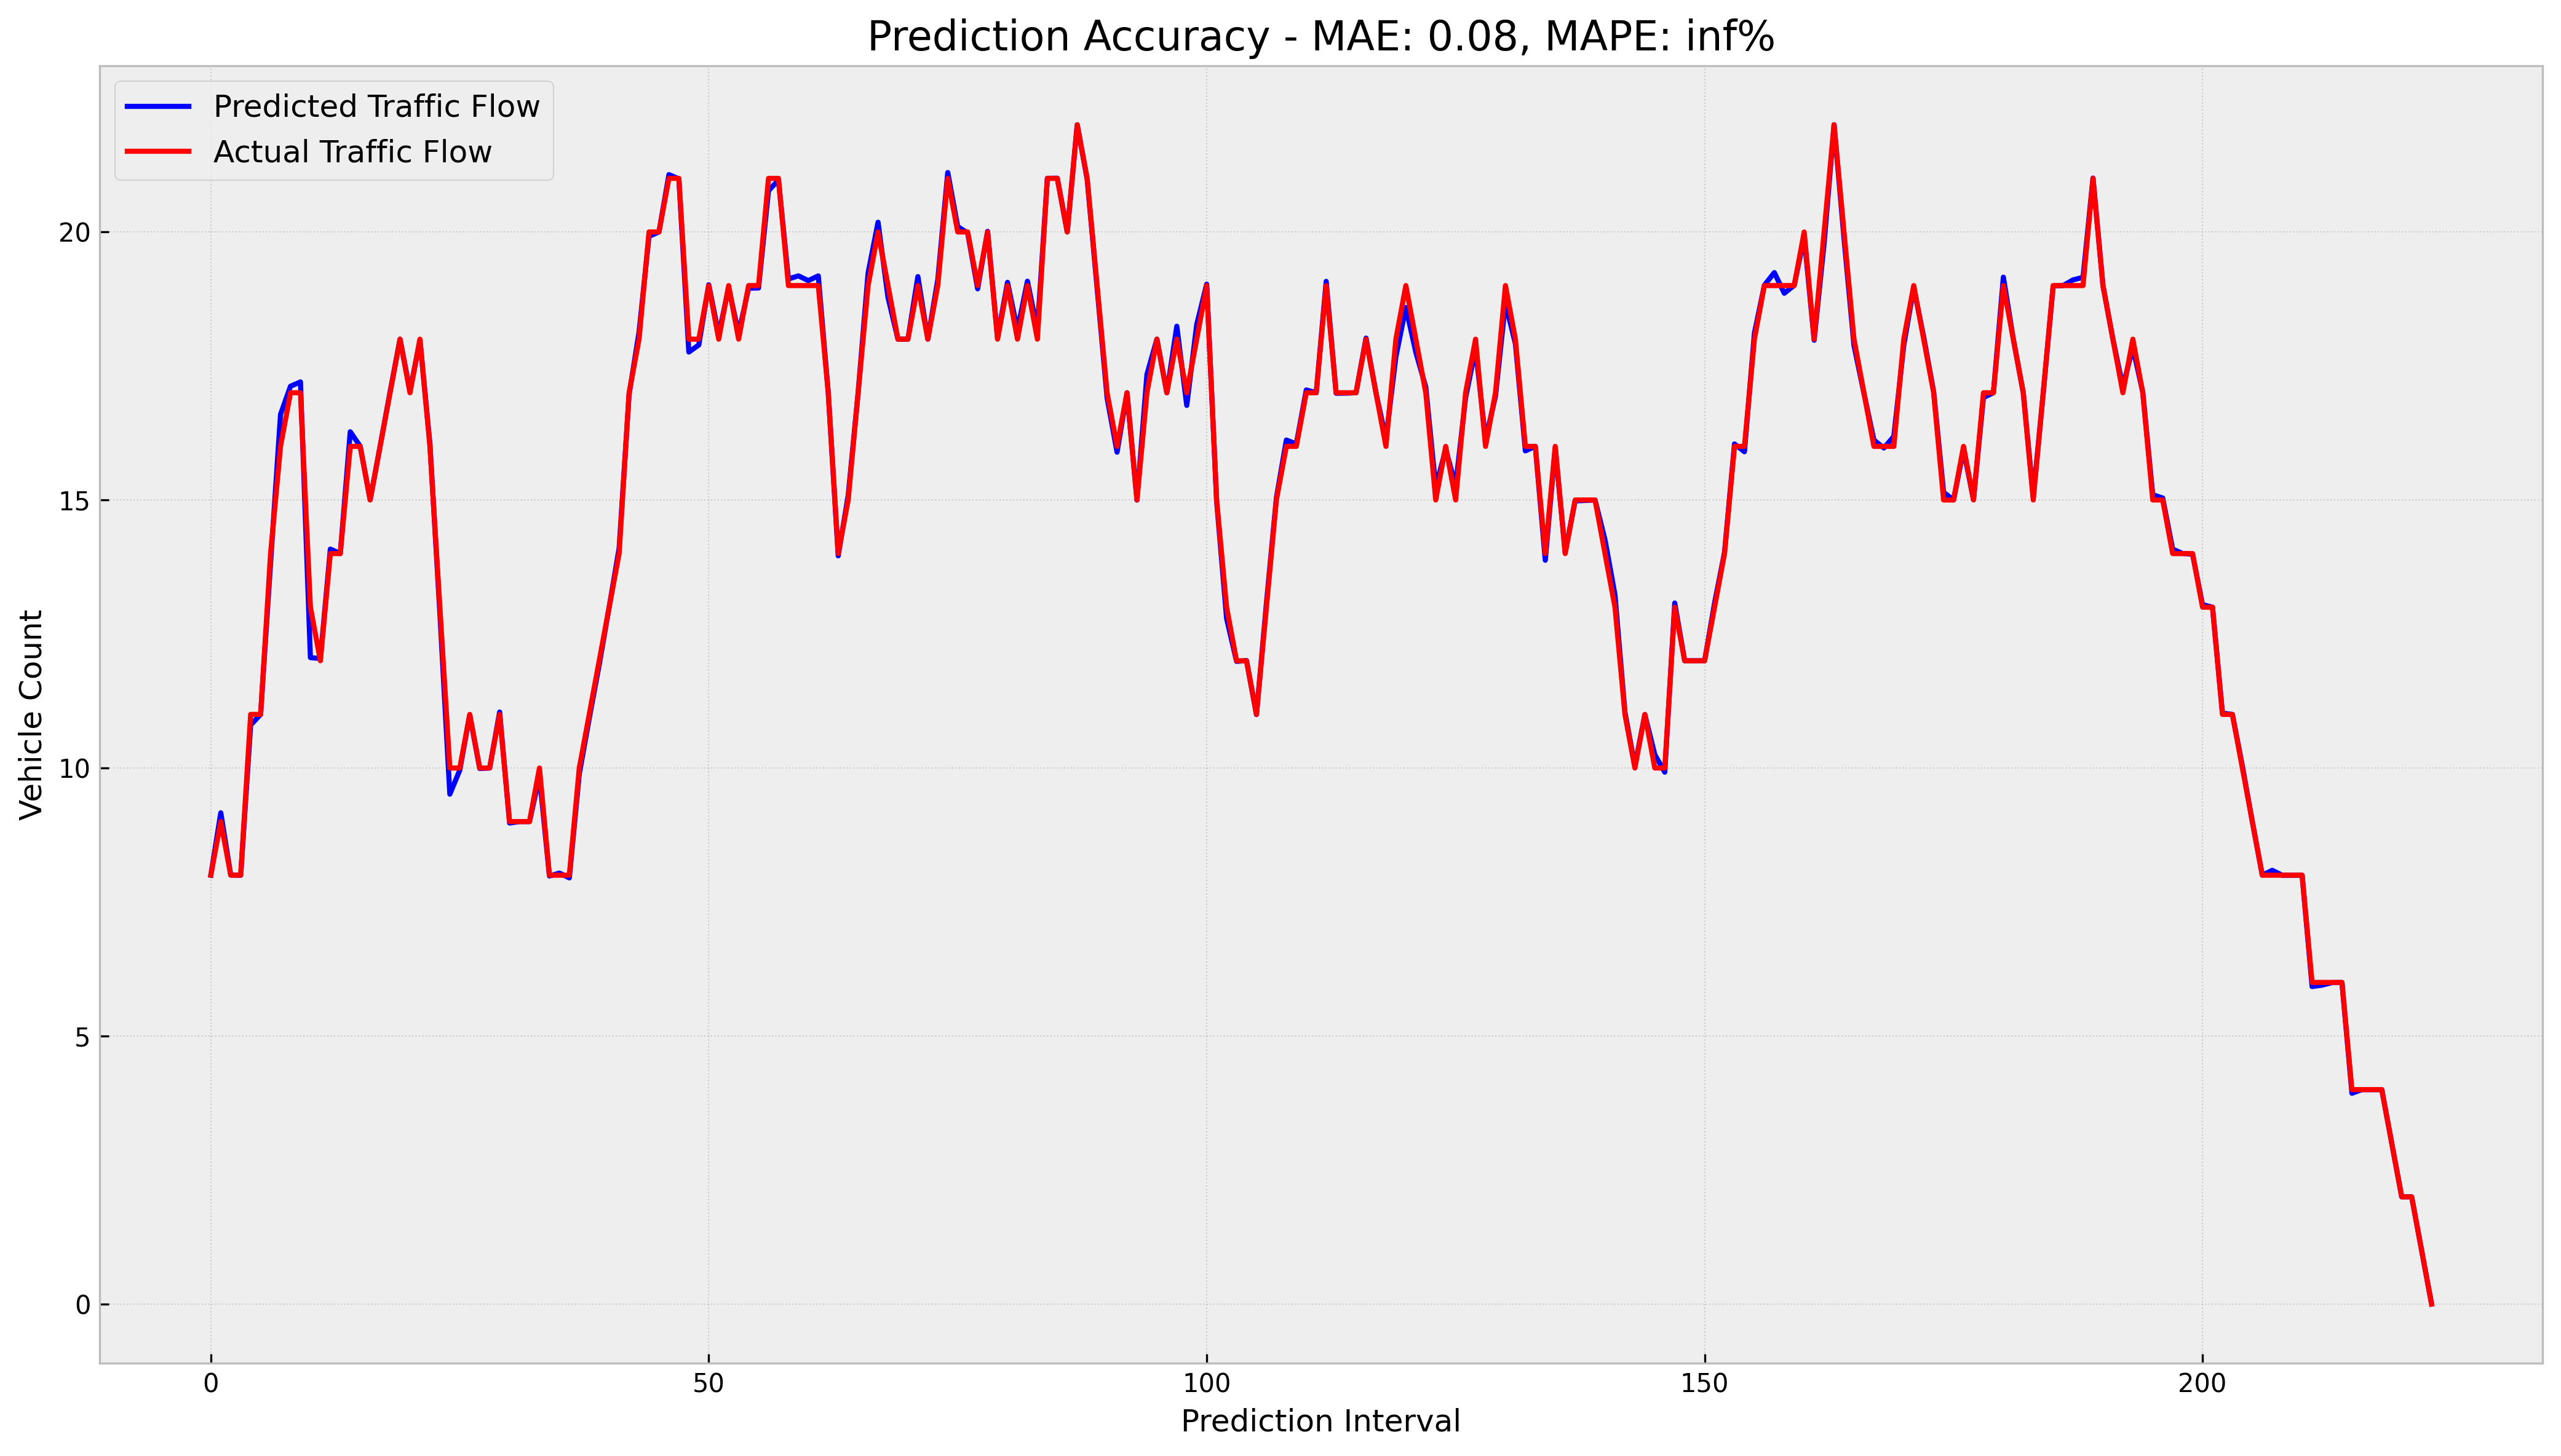 Prediction Accuracy - MAE: 0.08, MAPE: inf%
Predicted Traffic Flow
Actual Traffic Flow
20
15
10
5
0
Vehicle Count
0 50 100 150 200
Prediction Interval